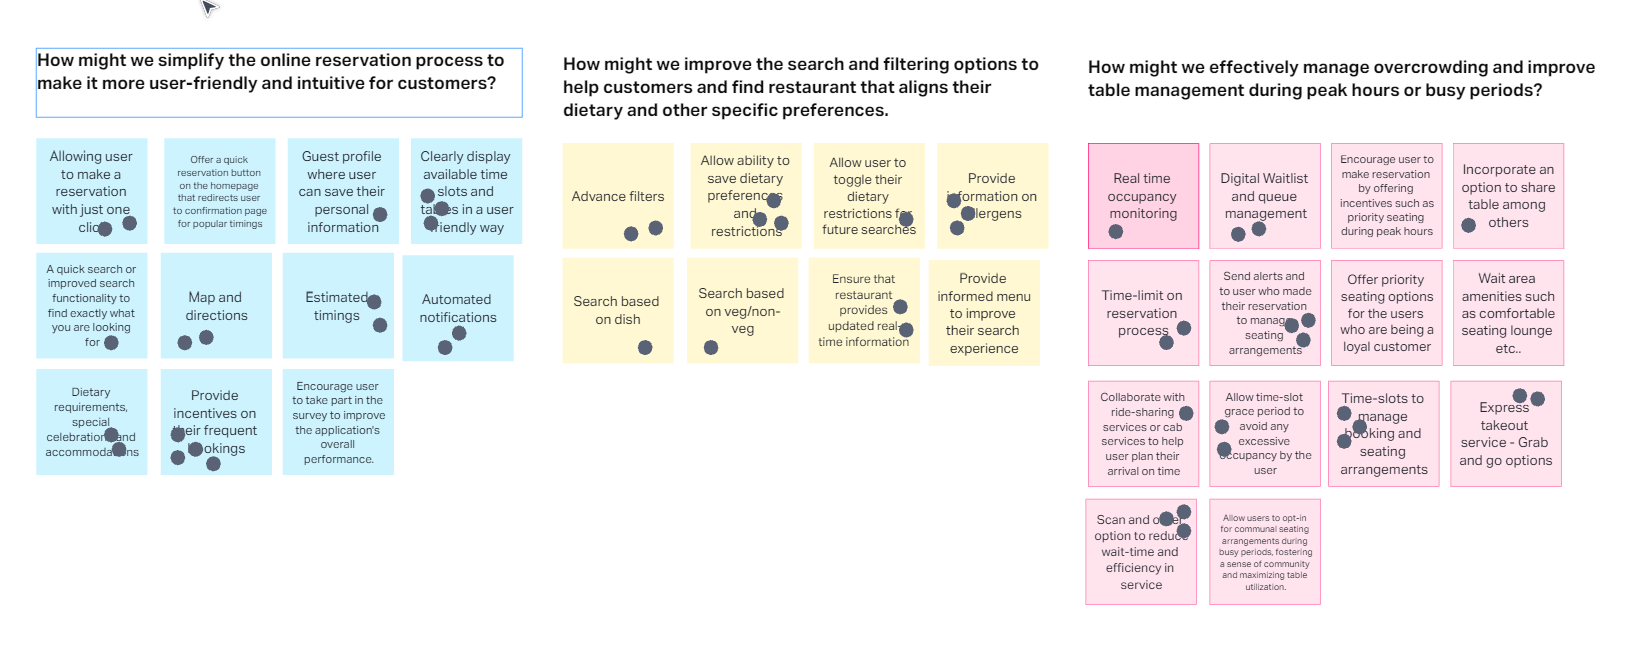 How might we simplify the online reservation process to
make it more user-friendly and intuitive for customers?
Allowing user
to make a
reservation
with just one
click
Offer a quick
reservation button
on the homepage
that redirects user
to confirmation page
for popular timings
Guest profile
where user
can save their
personal
information
Clearly display
available time
slots and
tables in a user
friendly way
A quick search or
improved search
functionality to
find exactly what
you are looking
for
Map and
directions
Estimated
timings
Automated
notifications
Dietary
requirements,
special
celebration and
accommodations
Provide
incentives on
their frequent
bookings
Encourage user
to take part in the
survey to improve
the application's
overall
performance.
How might we improve the search and filtering options to
help customers and find restaurant that aligns their
dietary and other specific preferences.
Advance filters
Allow ability to
save dietary
preferences
and
restrictions
Allow user to
toggle their
dietary
restrictions for
future searches
Provide
information on
allergens
Search based
on dish
Search based
on veg/non-
veg
Ensure that
restaurant
provides
updated real-
time information
Provide
informed menu
to improve
their search
experience
How might we effectively manage overcrowding and improve
table management during peak hours or busy periods?
Real time
occupancy
monitoring
Digital Waitlist
and queue
management
Encourage user to
make reservation
by offering
incentives such as
priority seating
during peak hours
Incorporate an
option to share
table among
others
Time-limit on
reservation
process
Send alerts and
to user who made
their reservation
to manage
seating
arrangements
Offer priority
seating options
for the users
who are being a
loyal customer
Wait area
amenities such
as comfortable
seating lounge
etc..
Collaborate with
ride-sharing
services or cab
services to help
user plan their
arrival on time
Allow time-slot
grace period to
avoid any
excessive
occupancy by the
user
Time-slots to
manage
booking and
seating
arrangements
Express
takeout
service - Grab
and go options
Scan and order
option to reduce
wait-time and
efficiency in
service
Allow users to opt-in
for communal seating
arrangements during
busy periods, fostering
a sense of community
and maximizing table
utilization.